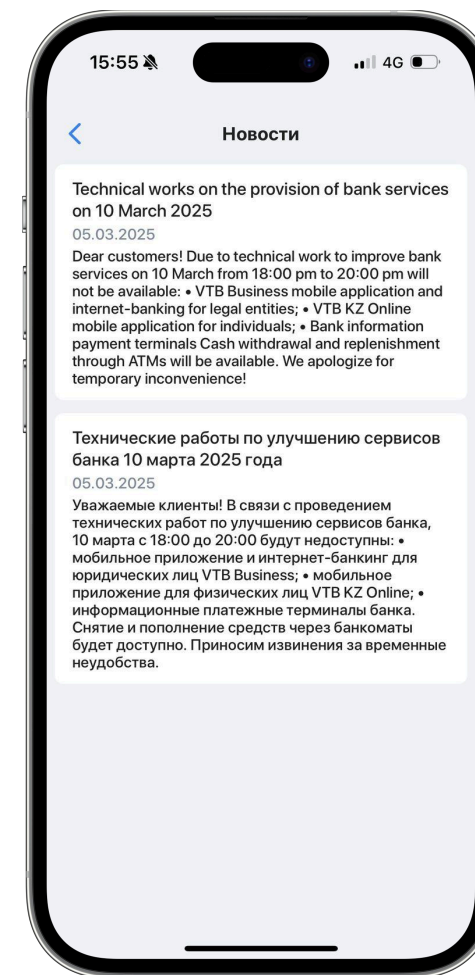 15:55
4G
Новости
Technical works on the provision of bank services
on 10 March 2025
05.03.2025
Dear customers! Due to technical work to improve bank
services on 10 March from 18:00 pm to 20:00 pm will
not be available: • VTB Business mobile application and
internet-banking for legal entities; • VTB KZ Online
mobile application for individuals; • Bank information
payment terminals Cash withdrawal and replenishment
through ATMs will be available. We apologize for
temporary inconvenience!
Технические работы по улучшению сервисов
банка 10 марта 2025 года
05.03.2025
Уважаемые клиенты! В связи с проведением
технических работ по улучшению сервисов банка,
10 марта с 18:00 до 20:00 будут недоступны: •
мобильное приложение и интернет-банкинг для
юридических лиц VTB Business; • мобильное
приложение для физических лиц VTB KZ Online; •
информационные платежные терминалы банка.
Снятие и пополнение средств через банкоматы
будет доступно. Приносим извинения за временные
неудобства.